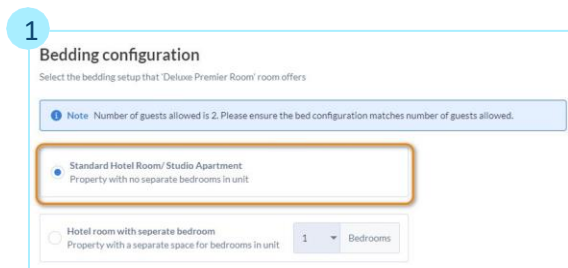 1
Bedding configuration
Select the bedding setup that 'Deluxe Premier Room' room offers
Note Number of guests allowed is 2. Please ensure the bed configuration matches number of guests allowed.
Standard Hotel Room/ Studio Apartment
Property with no separate bedrooms in unit
Hotel room with seperate bedroom
Property with a separate space for bedrooms in unit
1 Bedrooms